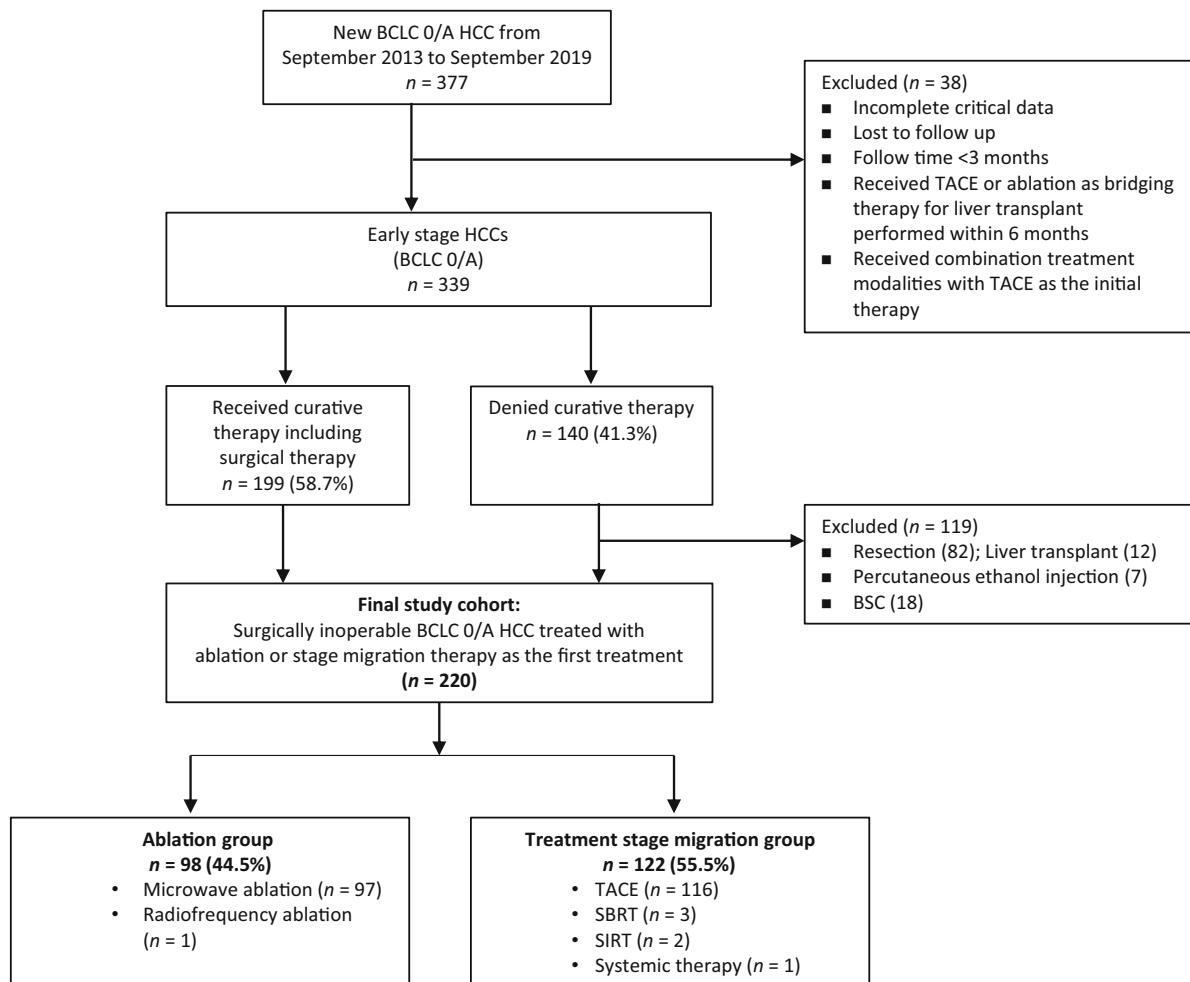 New BCLC 0/A HCC from
September 2013 to September 2019
n = 377
Excluded (n = 38)
■ Incomplete critical data
■ Lost to follow up
■ Follow time <3 months
■ Received TACE or ablation as bridging
therapy for liver transplant
performed within 6 months
■ Received combination treatment
modalities with TACE as the initial
therapy
Early stage HCCs
(BCLC 0/A)
n = 339
Received curative
therapy including
surgical therapy
n = 199 (58.7%)
Denied curative therapy
n = 140 (41.3%)
Excluded (n = 119)
■ Resection (82); Liver transplant (12)
■ Percutaneous ethanol injection (7)
■ BSC (18)
Final study cohort:
Surgically inoperable BCLC 0/A HCC treated with
ablation or stage migration therapy as the first treatment
(n = 220)
Ablation group
n = 98 (44.5%)
• Microwave ablation (n = 97)
• Radiofrequency ablation
(n = 1)
Treatment stage migration group
n = 122 (55.5%)
• TACE (n = 116)
• SBRT (n = 3)
• SIRT (n = 2)
• Systemic therapy (n = 1)